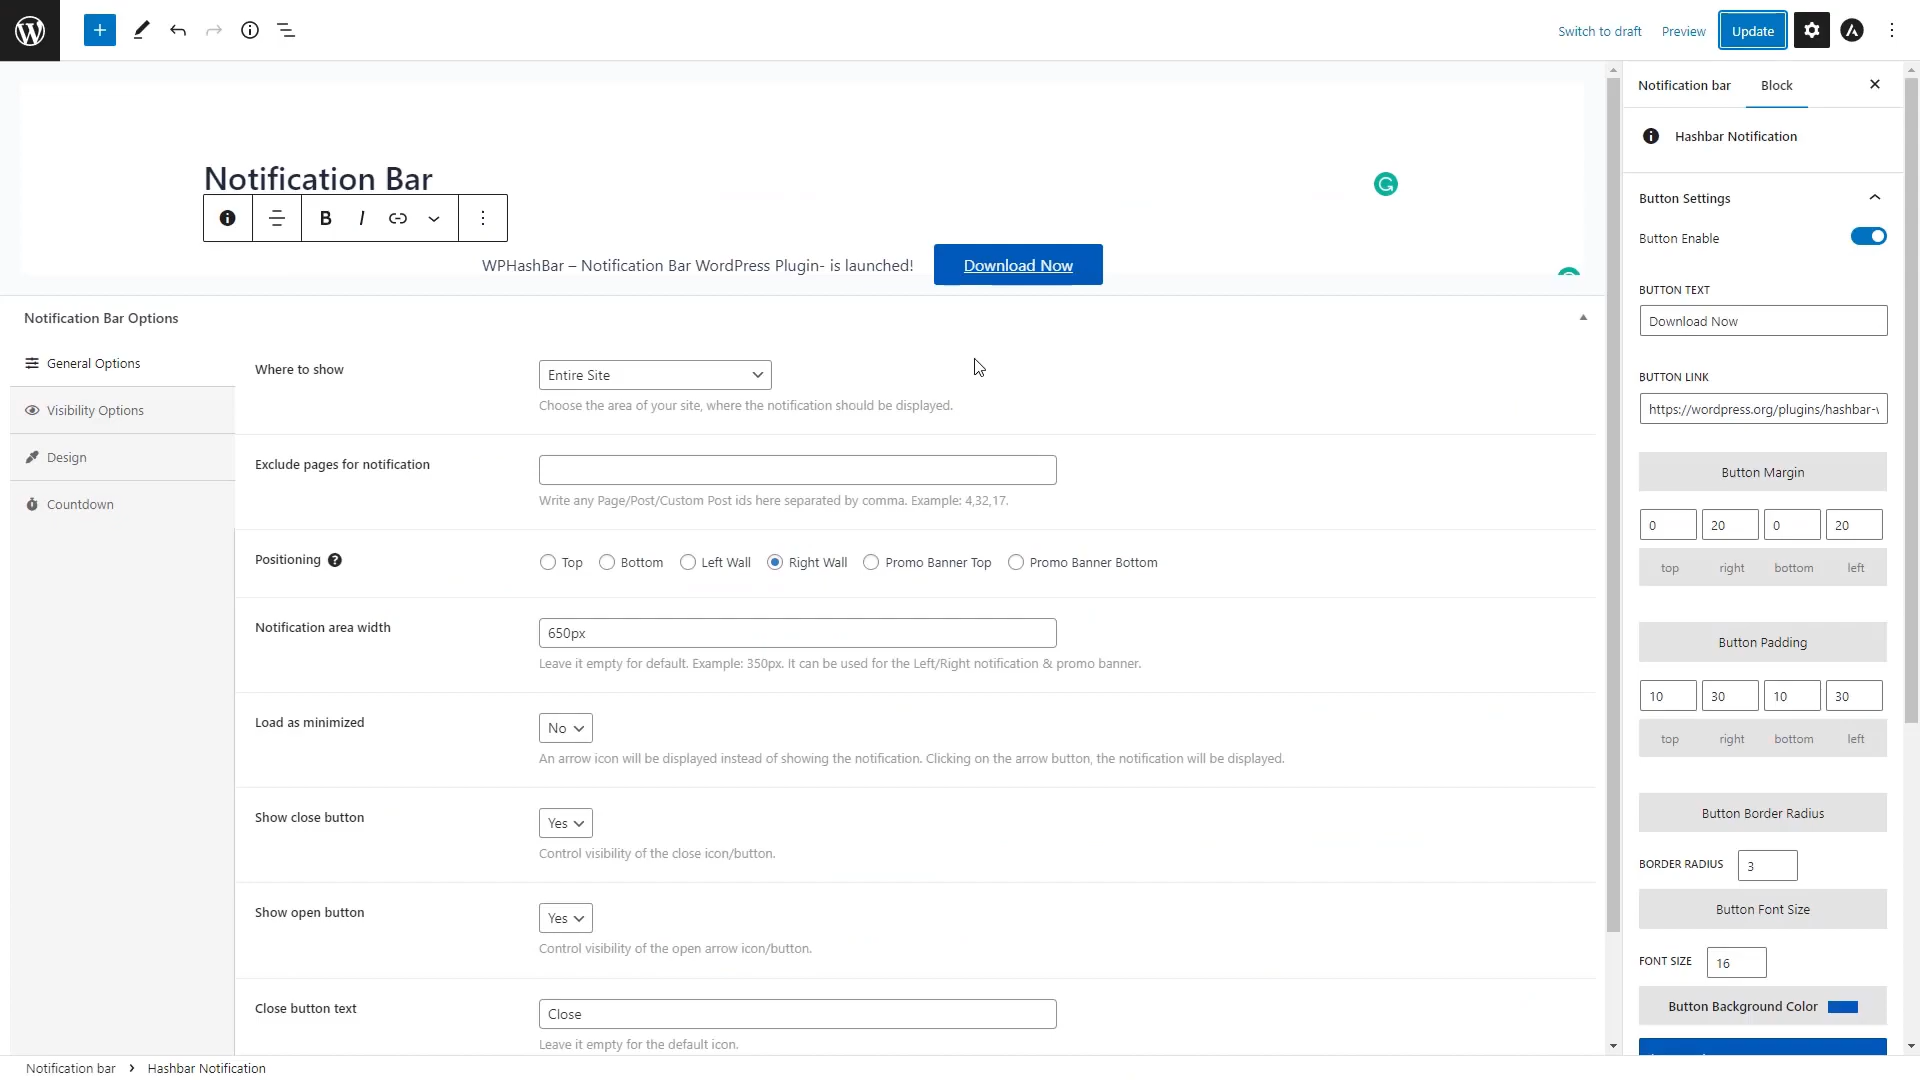 Switch to draft Preview Update
Notification bar Block
Hashbar Notification
Notification Bar
B I
WPHashBar – Notification Bar WordPress Plugin- is launched! Download Now
Button Settings
Button Enable
BUTTON TEXT
Download Now
BUTTON LINK
https://wordpress.org/plugins/hashbar-
Button Margin
0 20 0 20
top right bottom left
Button Padding
10 30 10 30
top right bottom left
Button Border Radius
BORDER RADIUS 3
Button Font Size
FONT SIZE 16
Button Background Color
Notification Bar Options
General Options
Visibility Options
Design
Countdown
Where to show Entire Site
Choose the area of your site, where the notification should be displayed.
Exclude pages for notification
Write any Page/Post/Custom Post ids here separated by comma. Example: 4,32,17.
Positioning ? Top Bottom Left Wall Right Wall Promo Banner Top Promo Banner Bottom
Notification area width 650px
Leave it empty for default. Example: 350px. It can be used for the Left/Right notification & promo banner.
Load as minimized No
An arrow icon will be displayed instead of showing the notification. Clicking on the arrow button, the notification will be displayed.
Show close button Yes
Control visibility of the close icon/button.
Show open button Yes
Control visibility of the open arrow icon/button.
Close button text Close
Leave it empty for the default icon.
Notification bar › Hashbar Notification